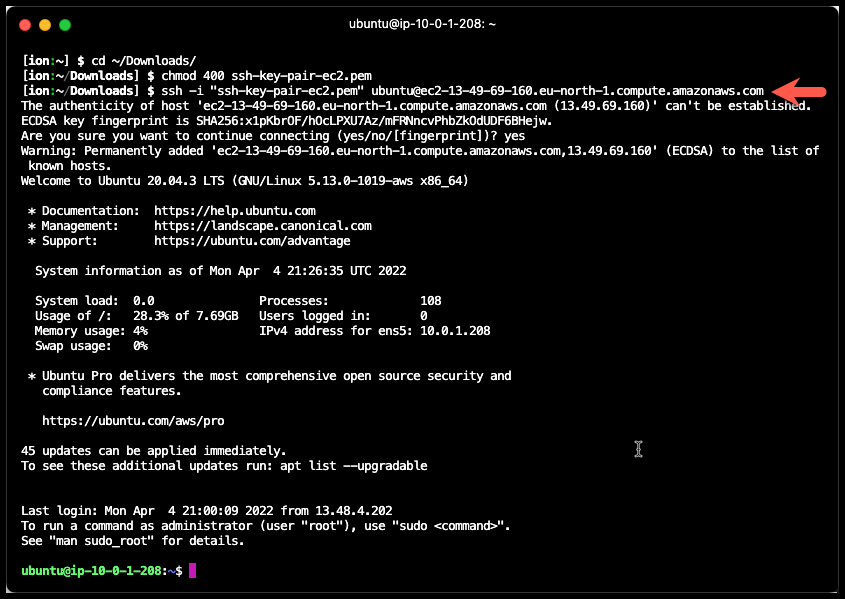 ubuntu@ip-10-0-1-208: ~
[ion:~] $ cd ~/Downloads/
[ion:~/Downloads] $ chmod 400 ssh-key-pair-ec2.pem
[ion:~/Downloads] $ ssh -i "ssh-key-pair-ec2.pem" ubuntu@ec2-13-49-69-160.eu-north-1.compute.amazonaws.com
The authenticity of host 'ec2-13-49-69-160.eu-north-1.compute.amazonaws.com (13.49.69.160)' can't be established.
ECDSA key fingerprint is SHA256:x1pKbrOF/hOcLPXU7Az/mFRNncvPhbZkOdUDF6BHejw.
Are you sure you want to continue connecting (yes/no/[fingerprint])? yes
Warning: Permanently added 'ec2-13-49-69-160.eu-north-1.compute.amazonaws.com,13.49.69.160' (ECDSA) to the list of
known hosts.
Welcome to Ubuntu 20.04.3 LTS (GNU/Linux 5.13.0-1019-aws x86_64)
* Documentation:  https://help.ubuntu.com
* Management:     https://landscape.canonical.com
* Support:        https://ubuntu.com/advantage
System information as of Mon Apr  4 21:26:35 UTC 2022
System load:  0.0               Processes:             108
Usage of /:   28.3% of 7.69GB   Users logged in:       0
Memory usage: 4%                IPv4 address for ens5: 10.0.1.208
Swap usage:   0%
* Ubuntu Pro delivers the most comprehensive open source security and
compliance features.
https://ubuntu.com/aws/pro
45 updates can be applied immediately.
To see these additional updates run: apt list --upgradable
Last login: Mon Apr  4 21:00:09 2022 from 13.48.4.202
To run a command as administrator (user "root"), use "sudo <command>".
See "man sudo_root" for details.
ubuntu@ip-10-0-1-208:~$